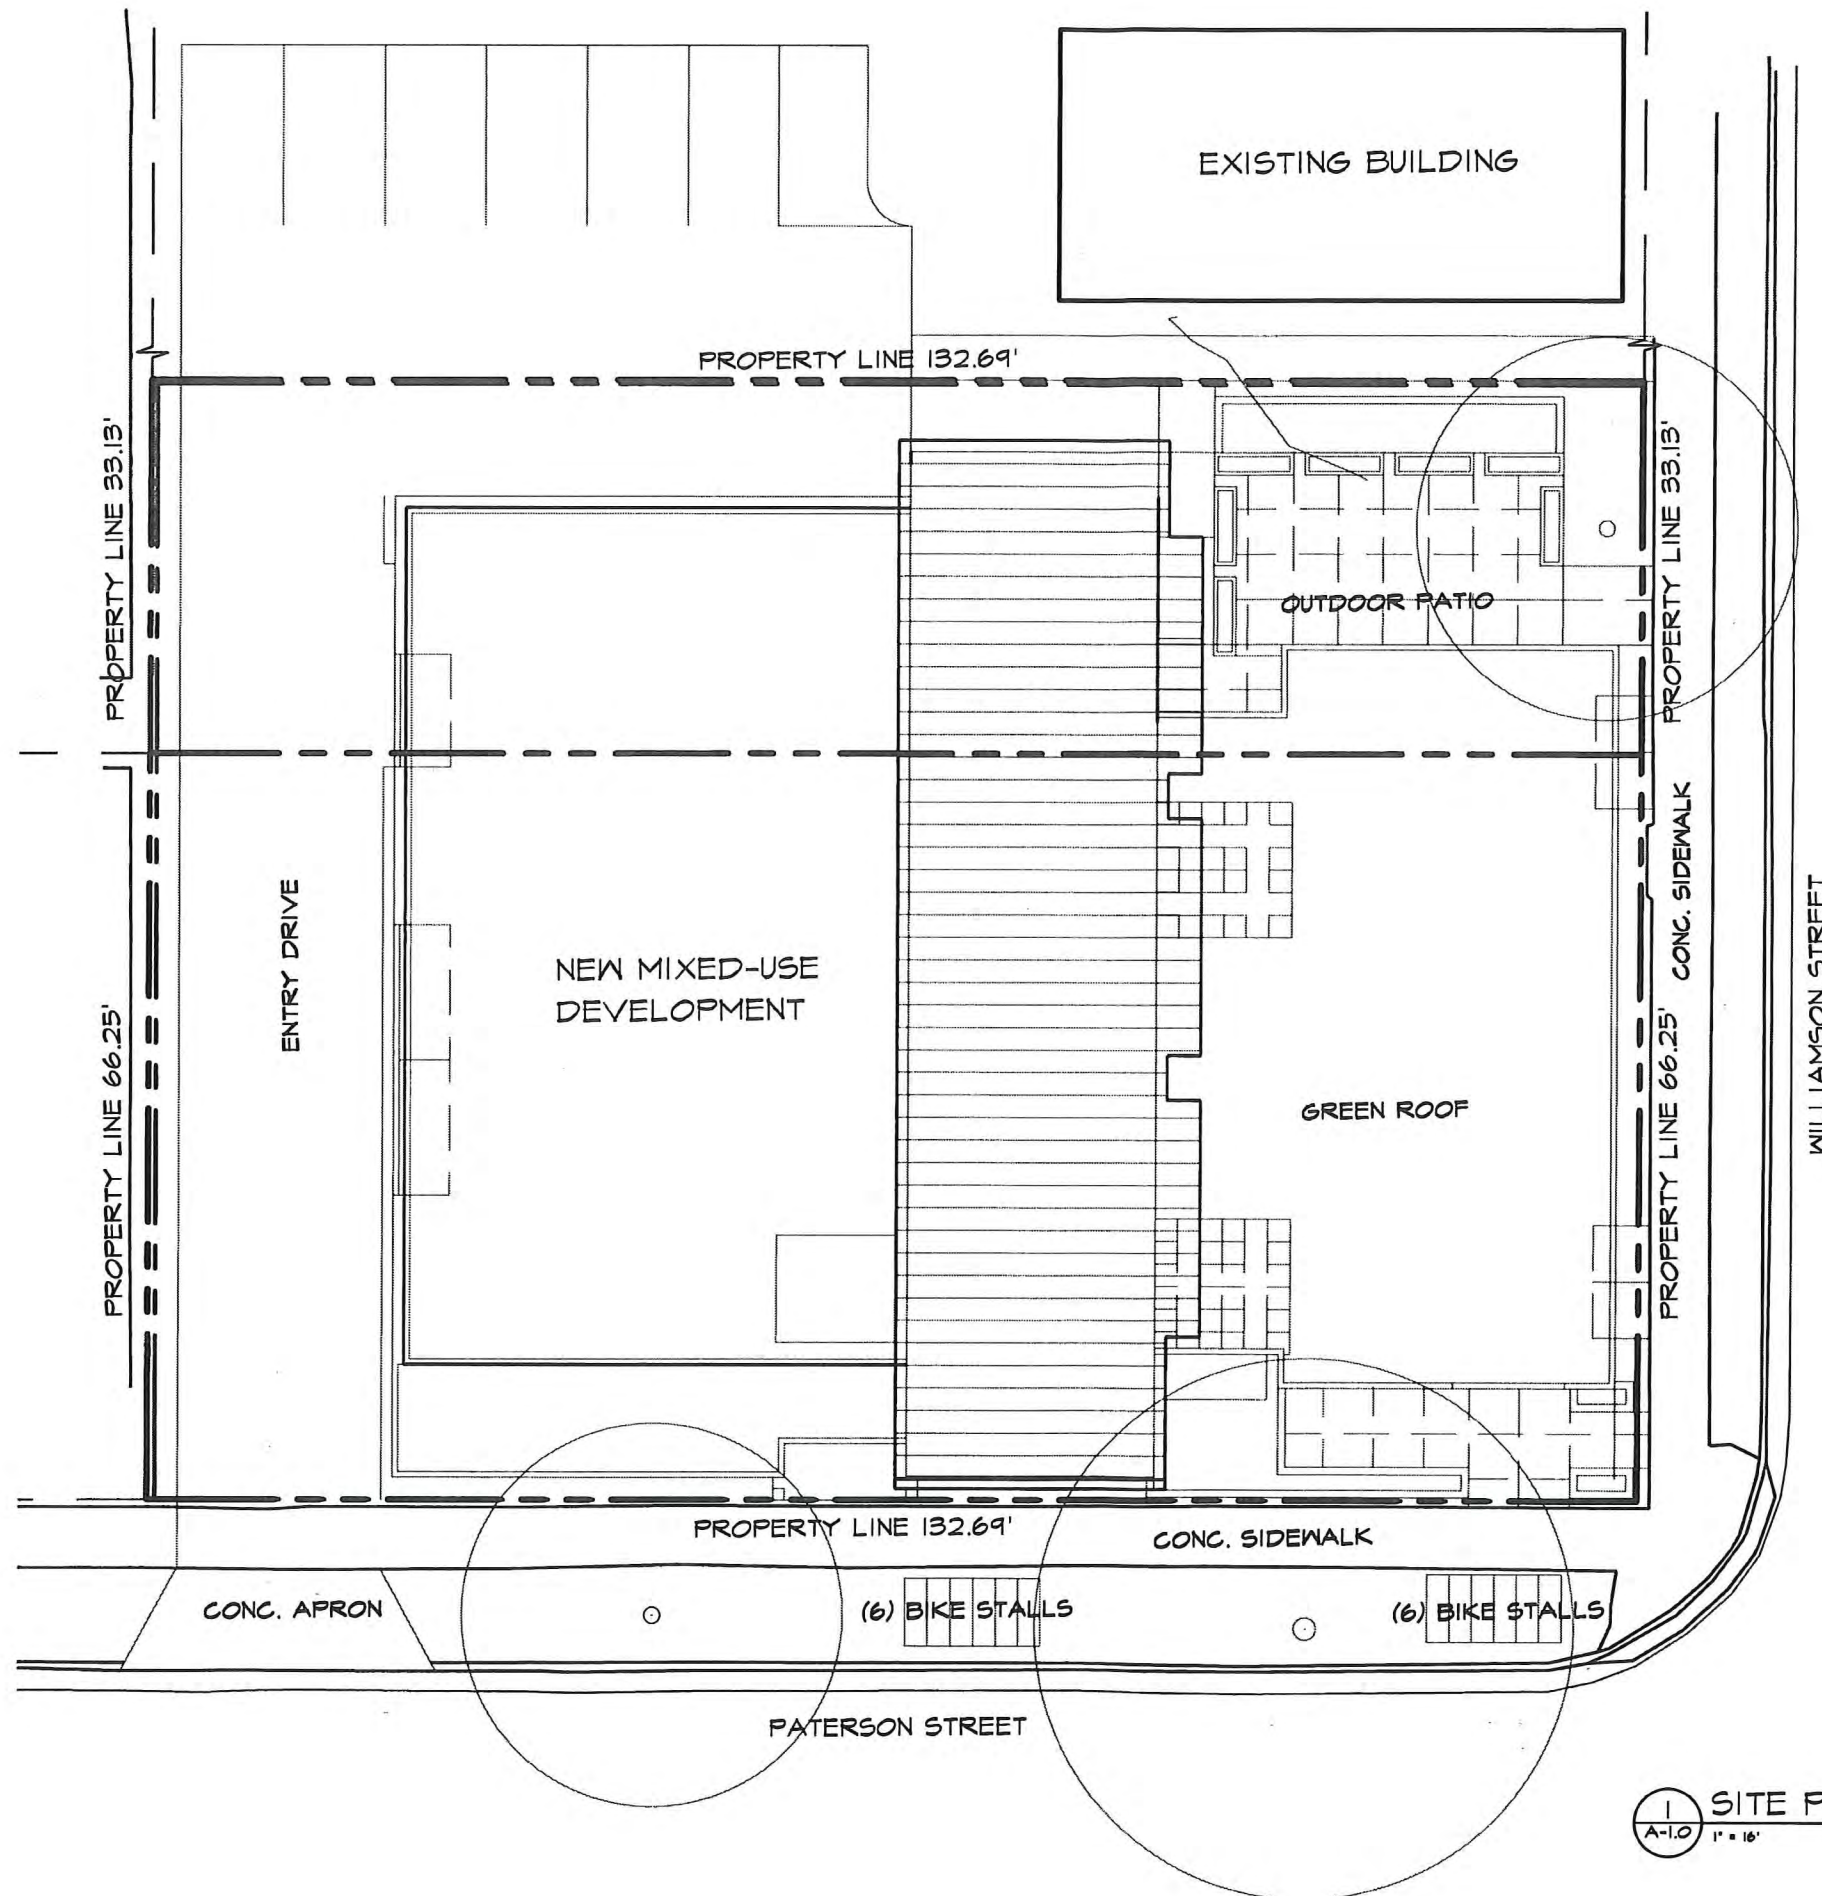 EXISTING BUILDING
PROPERTY LINE 132.69'
PROPERTY LINE 33.13'
PROPERTY LINE 33.13'
OUTDOOR PATIO
CONC. SIDEWALK
ENTRY DRIVE
NEW MIXED-USE
DEVELOPMENT
WILLIAMSON STREET
PROPERTY LINE 66.25'
PROPERTY LINE 66.25'
GREEN ROOF
PROPERTY LINE 132.69'
CONC. SIDEWALK
CONC. APRON
(6) BIKE STALLS
(6) BIKE STALLS
PATERSON STREET
1
A-1.0
SITE P
1" = 16'